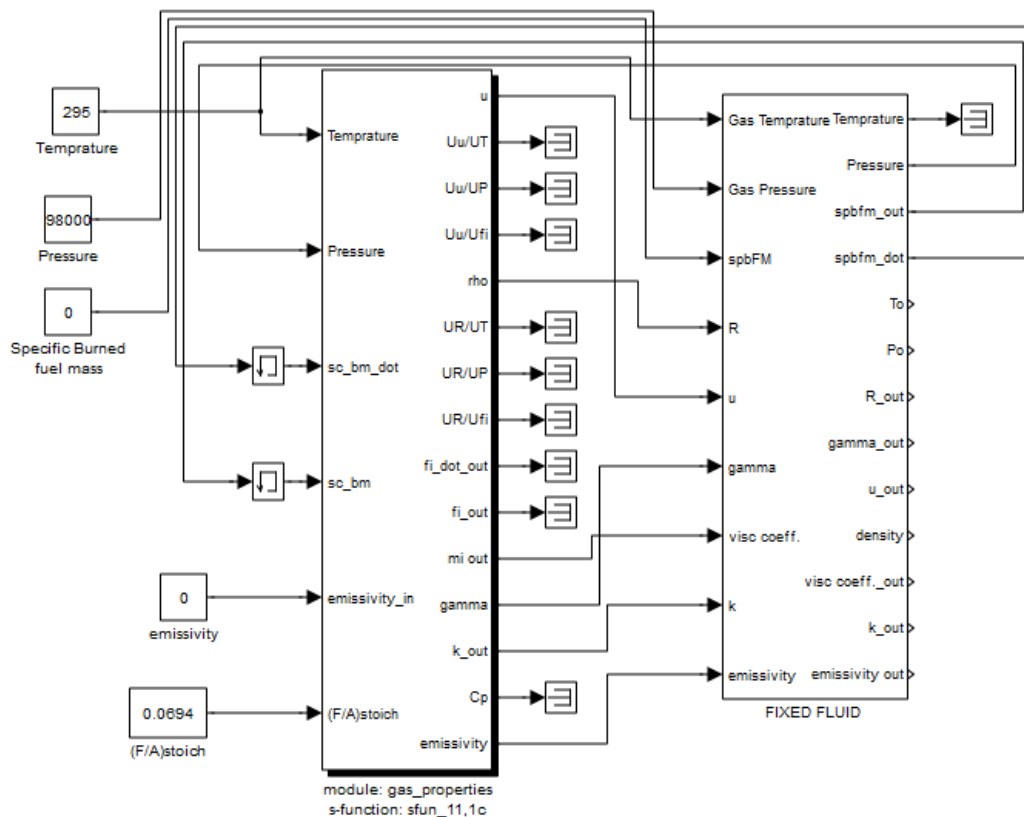 295
Temprature
98000
Pressure
0
Specific Burned
fuel mass
0
emissivity
0.0694
(F/A)stoich
Temprature
Pressure
sc_bm_dot
sc_bm
emissivity_in
(F/A)stoich
u
Uu/UT
Uu/UP
Uu/Ufi
rho
UR/UT
UR/UP
UR/Ufi
fi_dot_out
fi_out
mi out
gamma
k_out
Cp
emissivity
module: gas_properties
s-function: sfun_11,1c
Gas Temprature
Gas Pressure
spbFM
R
u
gamma
visc coeff.
k
emissivity
Temprature
Pressure
spbfm_out
spbfm_dot
To
Po
R_out
gamma_out
u_out
density
visc coeff._out
k_out
emissivity out
FIXED FLUID